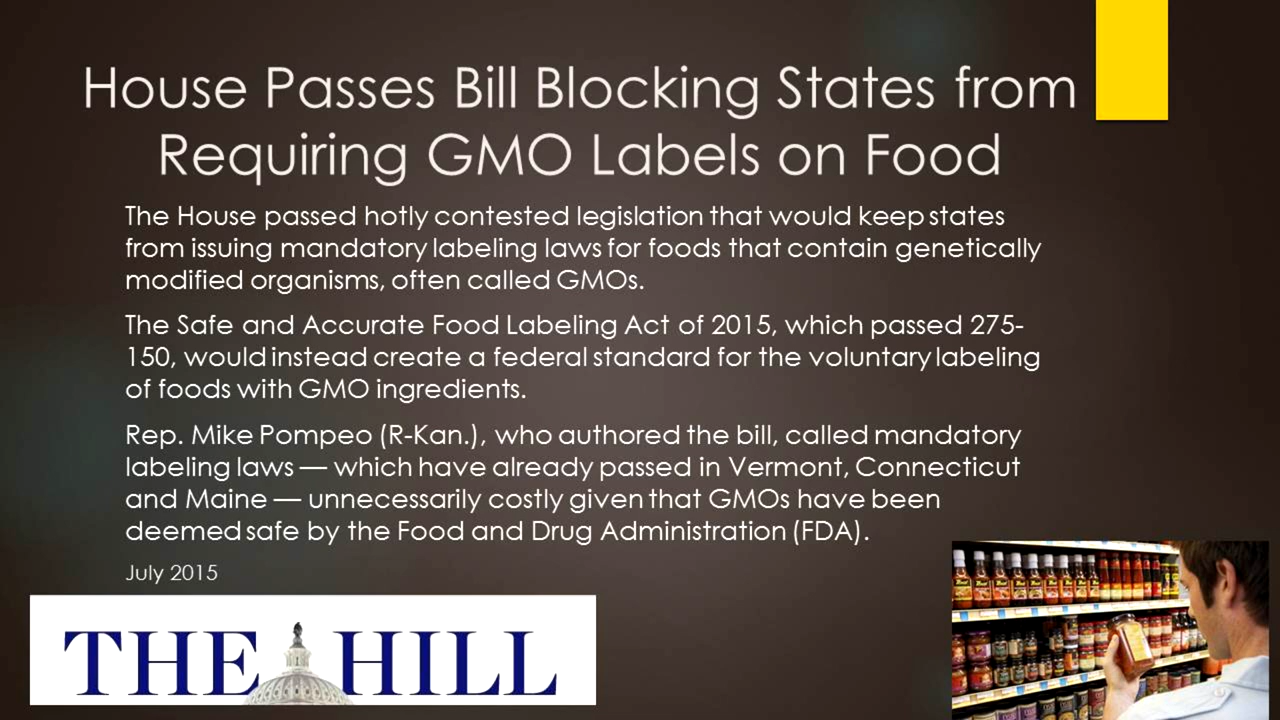 House Passes Bill Blocking States from
Requiring GMO Labels on Food
The House passed hotly contested legislation that would keep states
from issuing mandatory labeling laws for foods that contain genetically
modified organisms, often called GMOs.
The Safe and Accurate Food Labeling Act of 2015, which passed 275-
150, would instead create a federal standard for the voluntary labeling
of foods with GMO ingredients.
Rep. Mike Pompeo (R-Kan.), who authored the bill, called mandatory
labeling laws — which have already passed in Vermont, Connecticut
and Maine — unnecessarily costly given that GMOs have been
deemed safe by the Food and Drug Administration (FDA).
July 2015
THE HILL